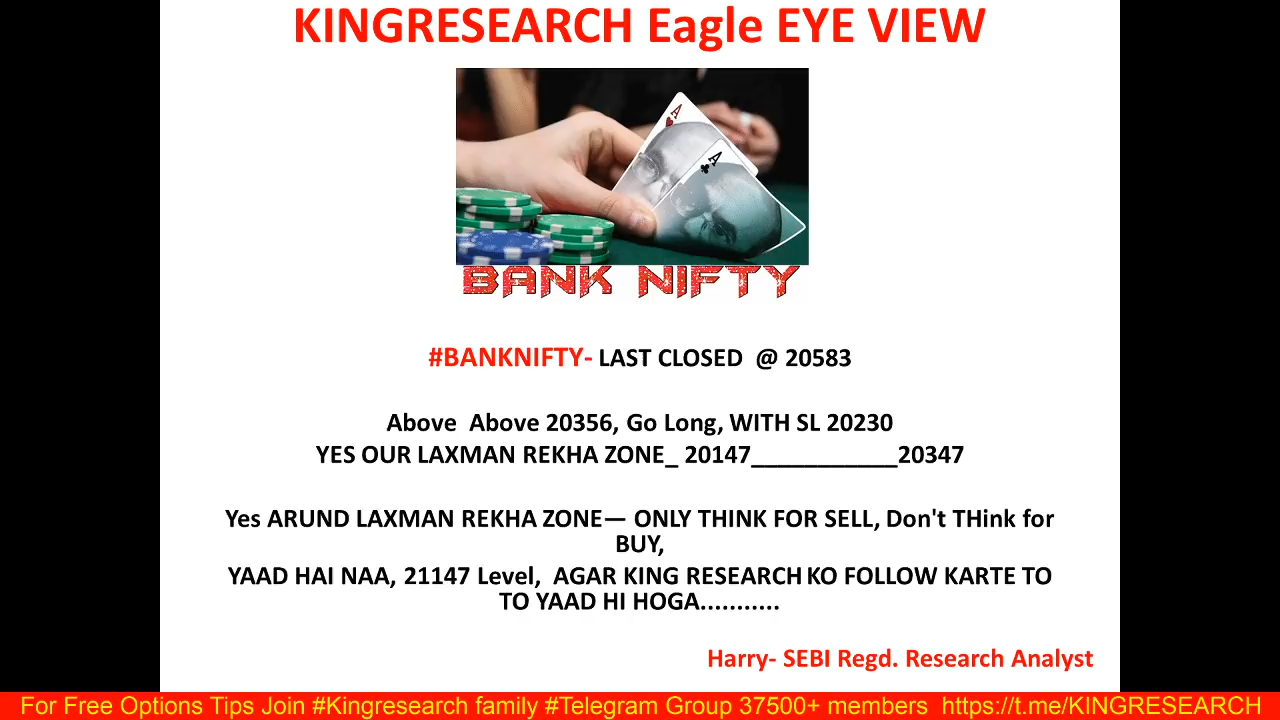 KINGRESEARCH Eagle EYE VIEW
A
A
BANK NIFTY
#BANKNIFTY- LAST CLOSED @ 20583
Above Above 20356, Go Long, WITH SL 20230
YES OUR LAXMAN REKHA ZONE_ 20147___________20347
Yes ARUND LAXMAN REKHA ZONE— ONLY THINK FOR SELL, Don't THink for
BUY,
YAAD HAI NAA, 21147 Level, AGAR KING RESEARCH KO FOLLOW KARTE TO
TO YAAD HI HOGA...........
Harry- SEBI Regd. Research Analyst
For Free Options Tips Join #Kingresearch family #Telegram Group 37500+ members https://t.me/KINGRESEARCH